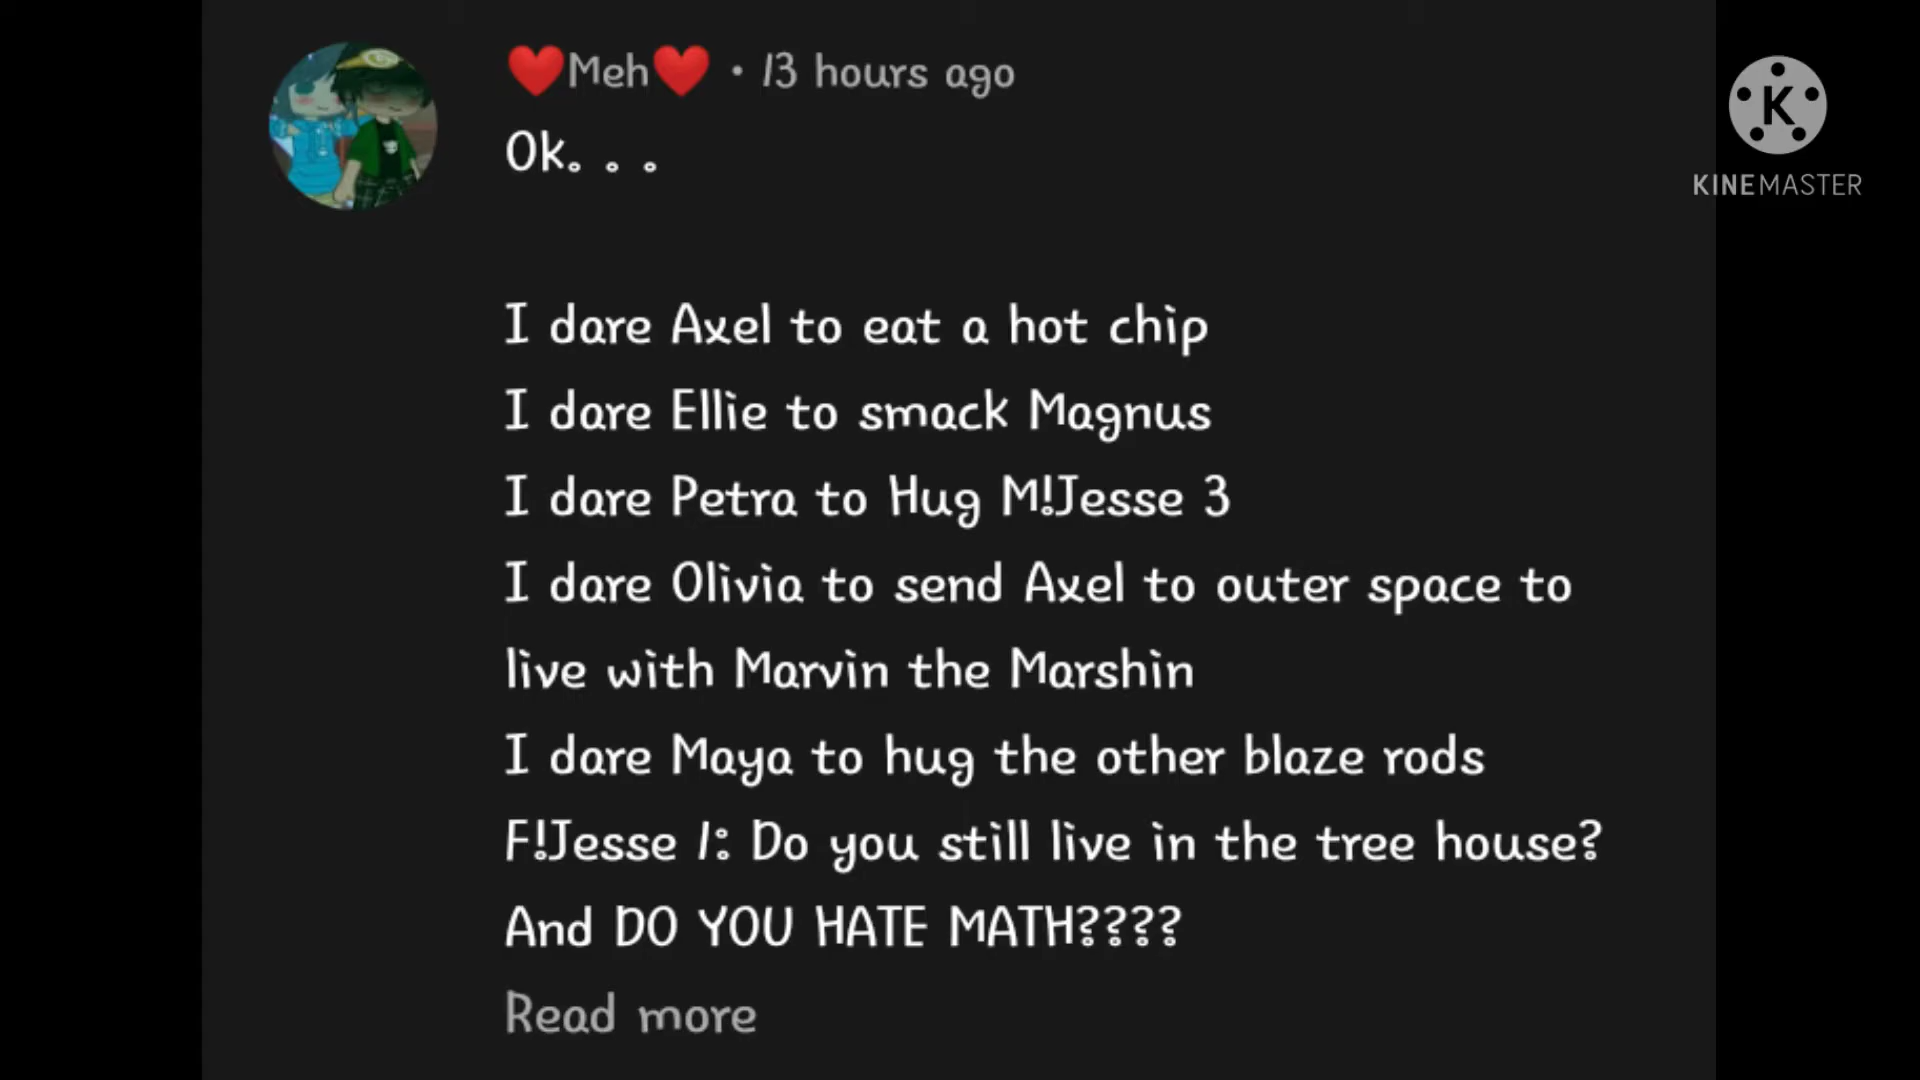 ❤️Meh❤️ • 13 hours ago
Ok. . .
I dare Axel to eat a hot chip
I dare Ellie to smack Magnus
I dare Petra to Hug M!Jesse 3
I dare Olivia to send Axel to outer space to
live with Marvin the Marshin
I dare Maya to hug the other blaze rods
F!Jesse 1: Do you still live in the tree house?
And DO YOU HATE MATH????
Read more
K
KINEMASTER